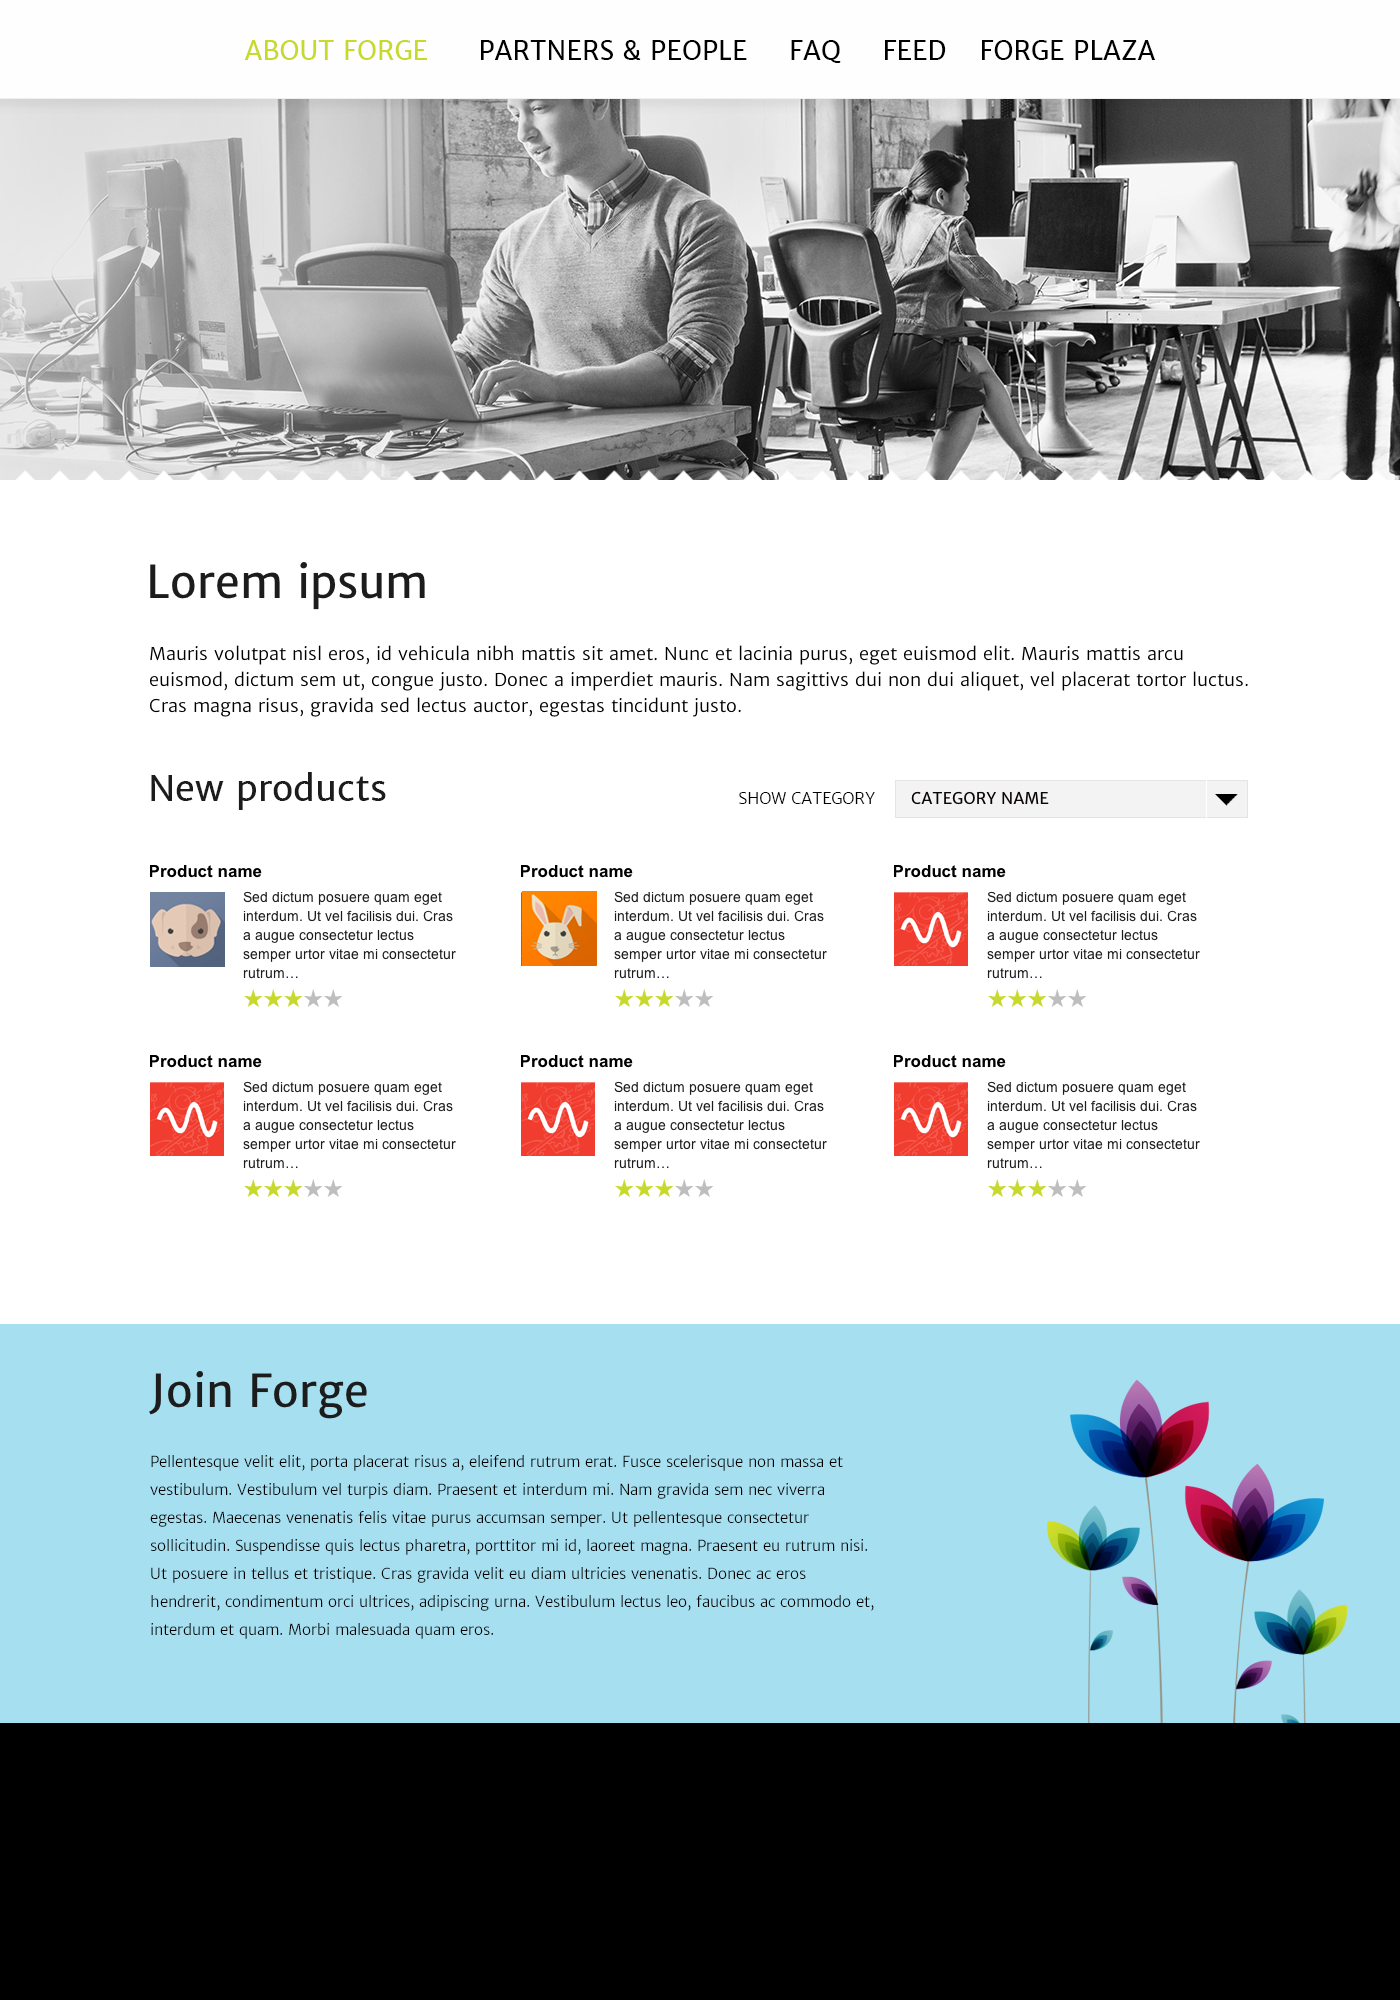 ABOUT FORGE PARTNERS & PEOPLE FAQ FEED FORGE PLAZA
Lorem ipsum
Mauris volutpat nisl eros, id vehicula nibh mattis sit amet. Nunc et lacinia purus, eget euismod elit. Mauris mattis arcu
euismod, dictum sem ut, congue justo. Donec a imperdiet mauris. Nam sagittivs dui non dui aliquet, vel placerat tortor luctus.
Cras magna risus, gravida sed lectus auctor, egestas tincidunt justo.
New products
SHOW CATEGORY CATEGORY NAME
Product name
Sed dictum posuere quam eget
interdum. Ut vel facilisis dui. Cras
a augue consectetur lectus
semper urtor vitae mi consectetur
rutrum…
Product name
Sed dictum posuere quam eget
interdum. Ut vel facilisis dui. Cras
a augue consectetur lectus
semper urtor vitae mi consectetur
rutrum…
Product name
Sed dictum posuere quam eget
interdum. Ut vel facilisis dui. Cras
a augue consectetur lectus
semper urtor vitae mi consectetur
rutrum…
Product name
Sed dictum posuere quam eget
interdum. Ut vel facilisis dui. Cras
a augue consectetur lectus
semper urtor vitae mi consectetur
rutrum…
Product name
Sed dictum posuere quam eget
interdum. Ut vel facilisis dui. Cras
a augue consectetur lectus
semper urtor vitae mi consectetur
rutrum…
Product name
Sed dictum posuere quam eget
interdum. Ut vel facilisis dui. Cras
a augue consectetur lectus
semper urtor vitae mi consectetur
rutrum…
Join Forge
Pellentesque velit elit, porta placerat risus a, eleifend rutrum erat. Fusce scelerisque non massa et
vestibulum. Vestibulum vel turpis diam. Praesent et interdum mi. Nam gravida sem nec viverra
egestas. Maecenas venenatis felis vitae purus accumsan semper. Ut pellentesque consectetur
sollicitudin. Suspendisse quis lectus pharetra, porttitor mi id, laoreet magna. Praesent eu rutrum nisi.
Ut posuere in tellus et tristique. Cras gravida velit eu diam ultricies venenatis. Donec ac eros
hendrerit, condimentum orci ultrices, adipiscing urna. Vestibulum lectus leo, faucibus ac commodo et,
interdum et quam. Morbi malesuada quam eros.